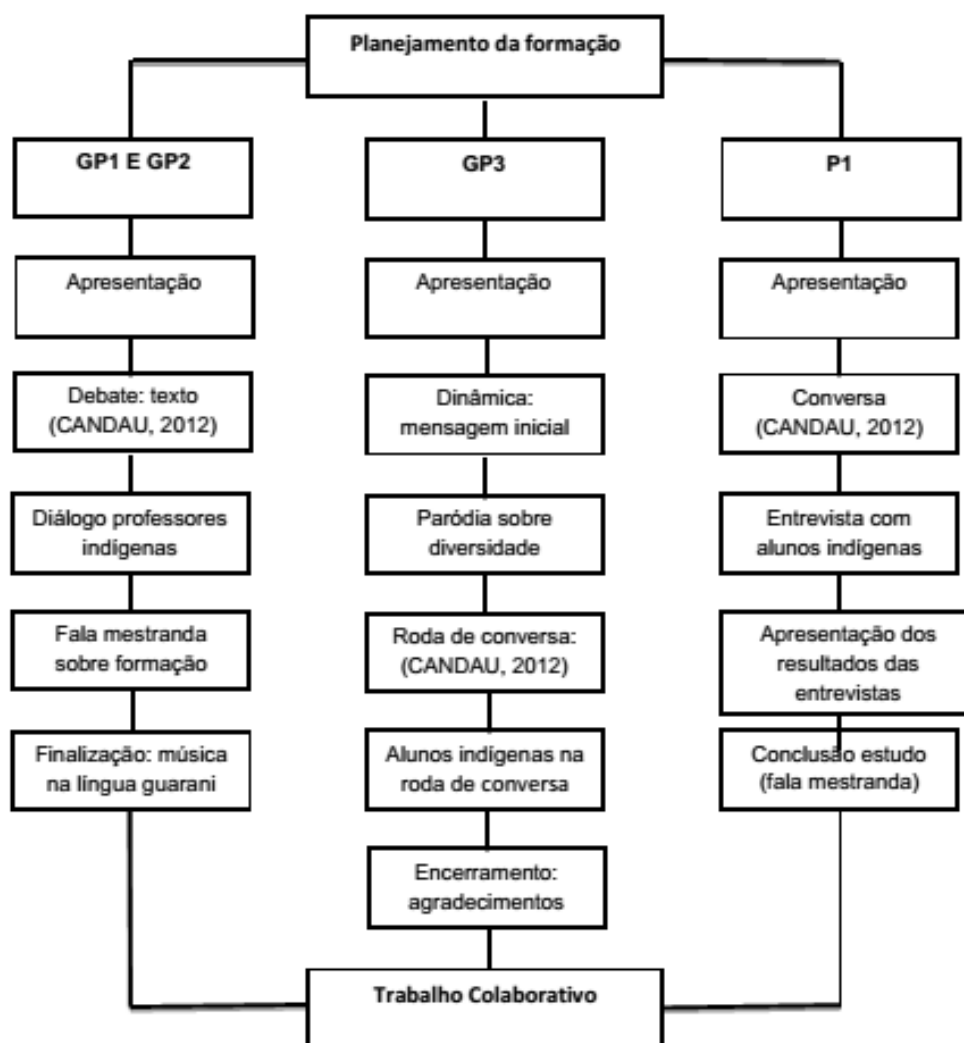 Planejamento da formação
GP1 E GP2
Apresentação
Debate: texto
(CANDAU, 2012)
Diálogo professores
indígenas
Fala mestranda
sobre formação
Finalização: música
na língua guarani
GP3
Apresentação
Dinâmica:
mensagem inicial
Paródia sobre
diversidade
Roda de conversa:
(CANDAU, 2012)
Alunos indígenas na
roda de conversa
Encerramento:
agradecimentos
P1
Apresentação
Conversa
(CANDAU, 2012)
Entrevista com
alunos indígenas
Apresentação dos
resultados das
entrevistas
Conclusão estudo
(fala mestranda)
Trabalho Colaborativo